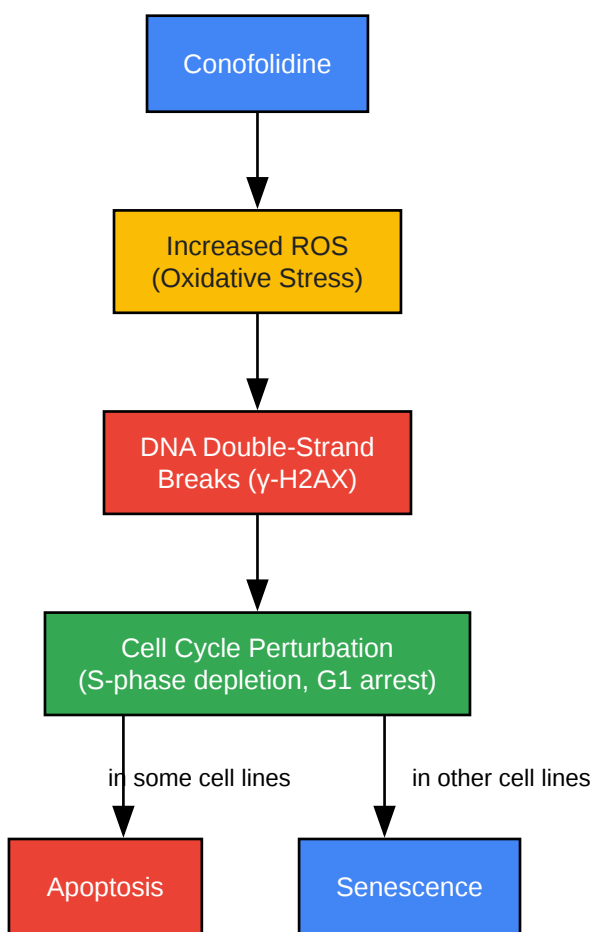 Conofolidine
Increased ROS
(Oxidative Stress)
DNA Double-Strand
Breaks (γ-H2AX)
Cell Cycle Perturbation
(S-phase depletion, G1 arrest)
in some cell lines
in other cell lines
Apoptosis
Senescence